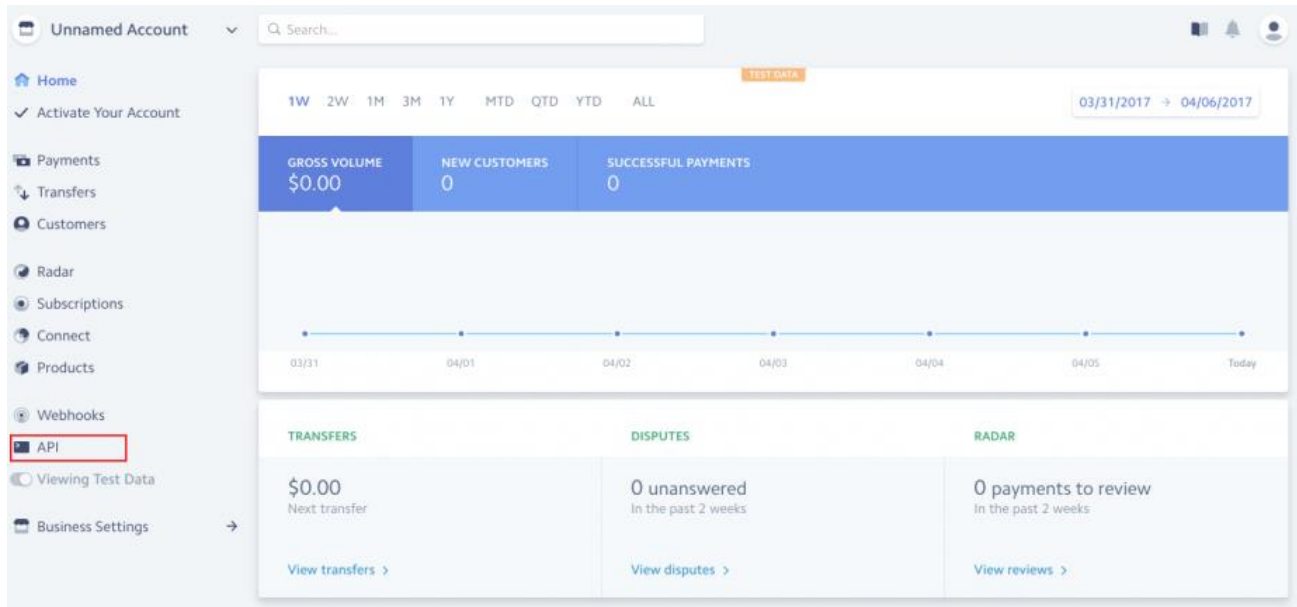 Unnamed Account
Search...
Home
Activate Your Account
Payments
Transfers
Customers
Radar
Subscriptions
Connect
Products
Webhooks
API
Viewing Test Data
Business Settings
TEST DATA
1W 2W 1M 3M 1Y MTD QTD YTD ALL
03/31/2017 → 04/06/2017
GROSS VOLUME
$0.00
NEW CUSTOMERS
0
SUCCESSFUL PAYMENTS
0
03/31 04/01 04/02 04/03 04/04 04/05 Today
TRANSFERS
$0.00
Next transfer
View transfers >
DISPUTES
0 unanswered
In the past 2 weeks
View disputes >
RADAR
0 payments to review
In the past 2 weeks
View reviews >